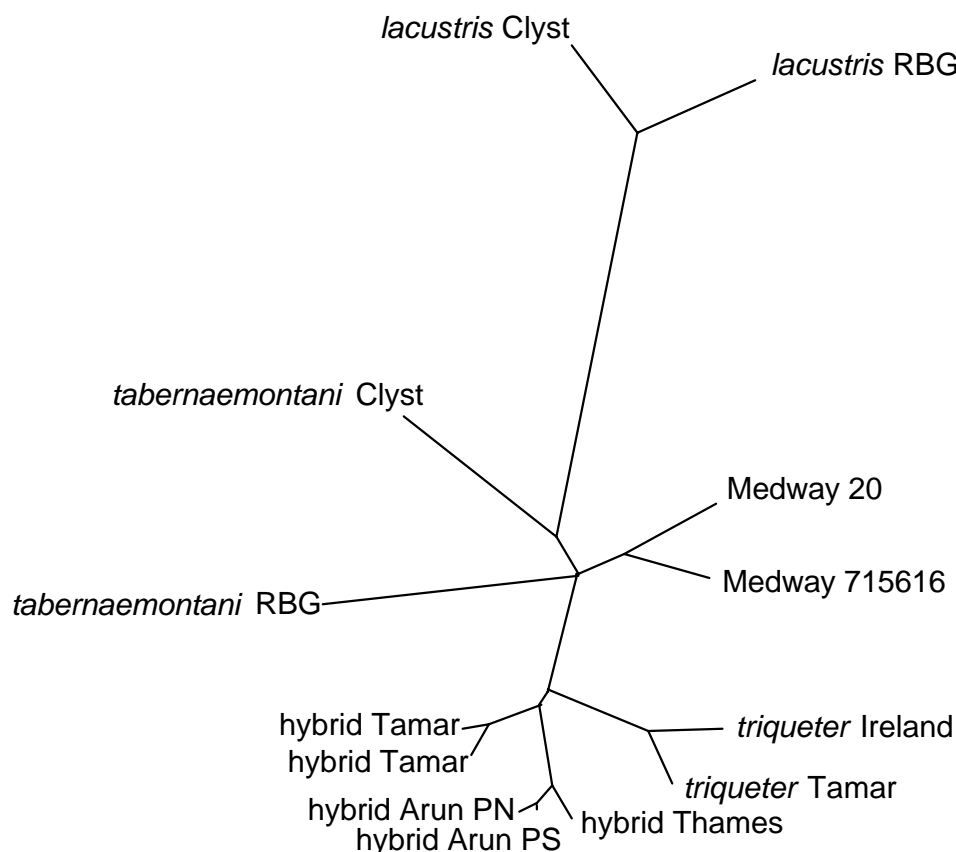 lacustris Clyst
lacustris RBG
tabernaemontani Clyst
Medway 20
Medway 715616
tabernaemontani RBG
hybrid Tamar
triqueter Ireland
hybrid Tamar
triqueter Tamar
hybrid Arun PN
hybrid Thames
hybrid Arun PS